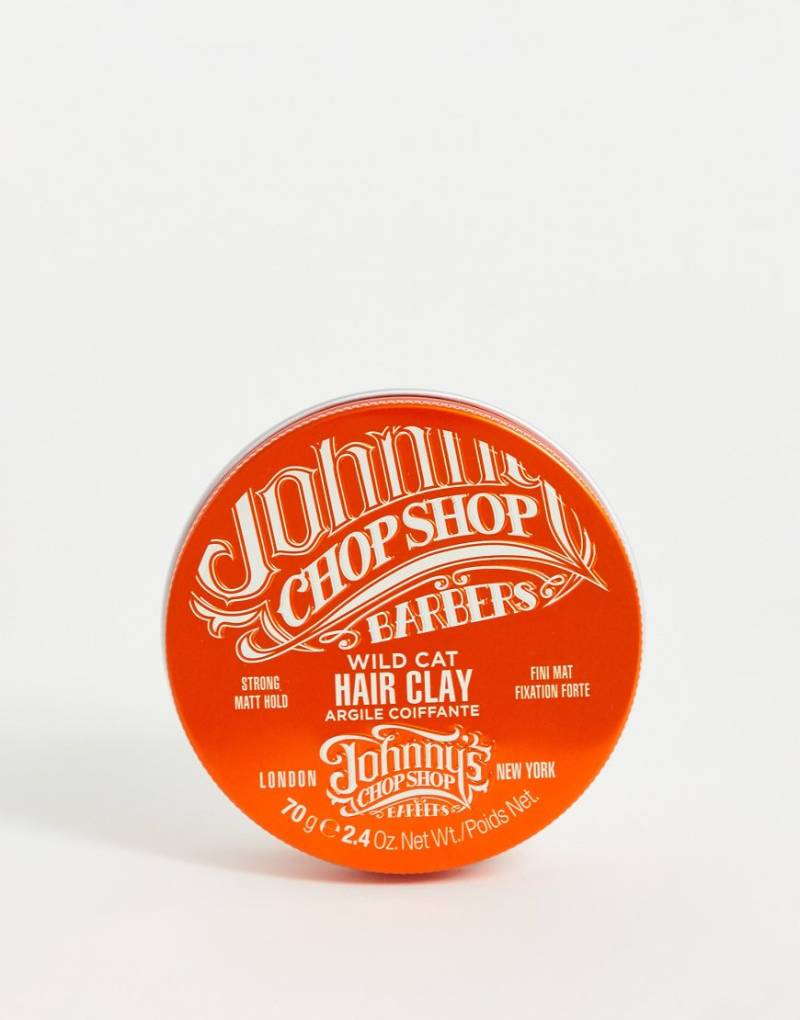 Johnny
CHOP SHOP
BARBERS
WILD CAT
HAIR CLAY
ARGILE COIFFANTE
STRONG
MATT HOLD
FINI MAT
FIXATION FORTE
LONDON
Johnny's
CHOP SHOP
BARBERS
NEW YORK
70 g ℮ 2.4 Oz. Net Wt./Poids Net.